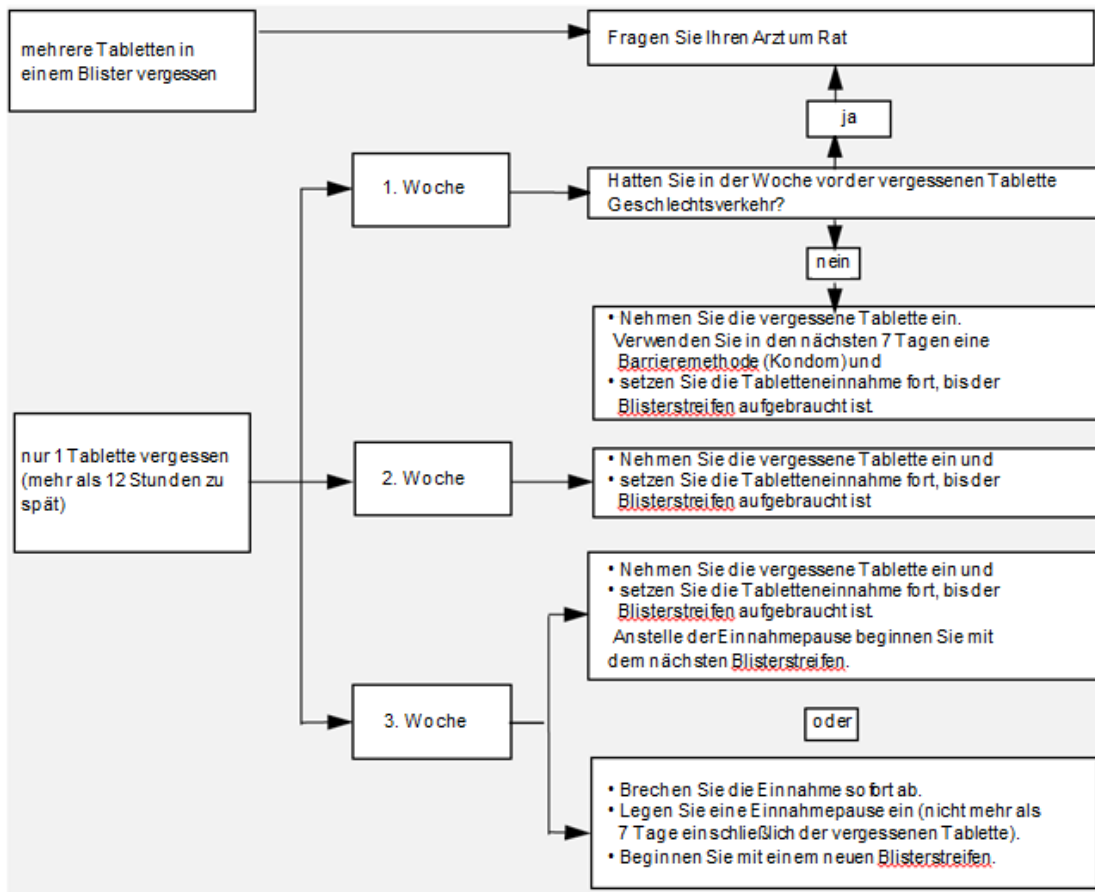 mehrere Tabletten in
einem Blister vergessen
Fragen Sie Ihren Arzt um Rat
ja
1. Woche
Hatten Sie in der Woche vor der vergessenen Tablette
Geschlechtsverkehr?
nein
• Nehmen Sie die vergessene Tablette ein.
Verwenden Sie in den nächsten 7 Tagen eine
Barrieremethode (Kondom) und
• setzen Sie die Tabletteneinnahme fort, bis der
Blisterstreifen aufgebraucht ist.
nur 1 Tablette vergessen
(mehr als 12 Stunden zu
spät)
2. Woche
• Nehmen Sie die vergessene Tablette ein und
• setzen Sie die Tabletteneinnahme fort, bis der
Blisterstreifen aufgebraucht ist
3. Woche
• Nehmen Sie die vergessene Tablette ein und
• setzen Sie die Tabletteneinnahme fort, bis der
Blisterstreifen aufgebraucht ist.
Anstelle der Einnahmepause beginnen Sie mit
dem nächsten Blisterstreifen.
oder
• Brechen Sie die Einnahme sofort ab.
• Legen Sie eine Einnahmepause ein (nicht mehr als
7 Tage einschließlich der vergessenen Tablette).
• Beginnen Sie mit einem neuen Blisterstreifen.